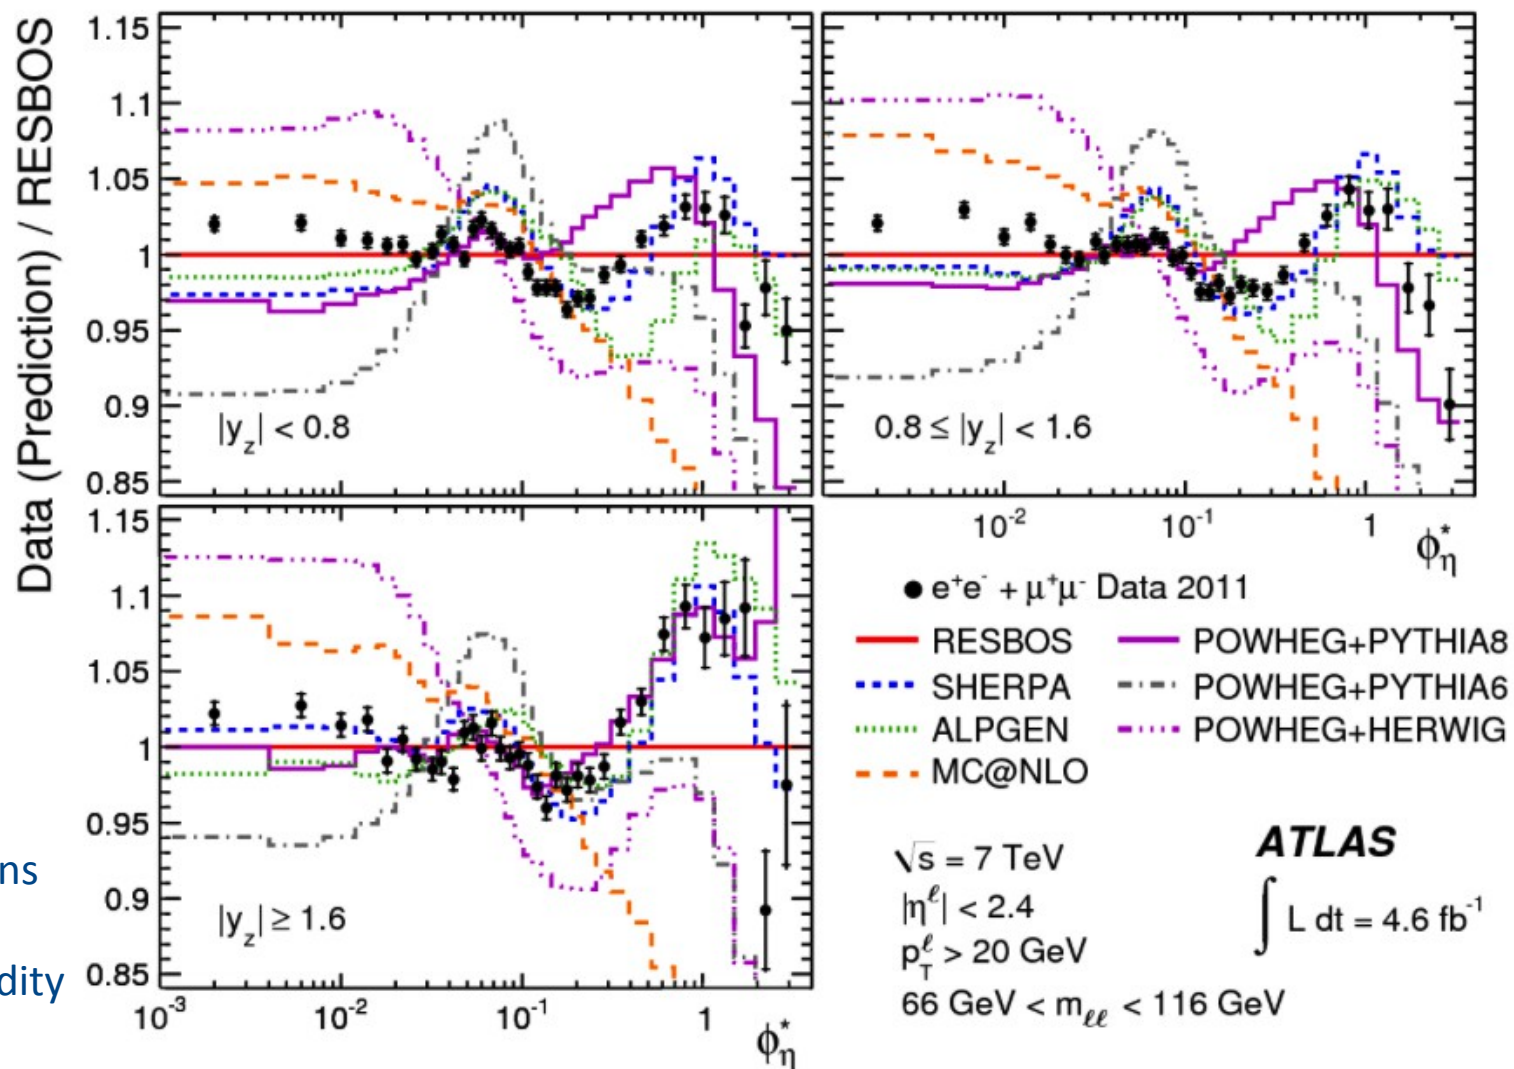 Data (Prediction) / RESBOS
1.15
1.1
1.05
1
0.95
0.9
0.85
|y_z| < 0.8
0.8 ≤ |y_z| < 1.6
10^-2
10^-1
1
ϕ*_η
1.15
1.1
1.05
1
0.95
0.9
0.85
|y_z| ≥ 1.6
10^-3
10^-2
10^-1
1
ϕ*_η
e⁺e⁻ + μ⁺μ⁻ Data 2011
RESBOS
SHERPA
ALPGEN
MC@NLO
POWHEG+PYTHIA8
POWHEG+PYTHIA6
POWHEG+HERWIG
√s = 7 TeV
|η^ℓ| < 2.4
p_T^ℓ > 20 GeV
66 GeV < m_ℓℓ < 116 GeV
ATLAS
∫ L dt = 4.6 fb^-1
ns
dity